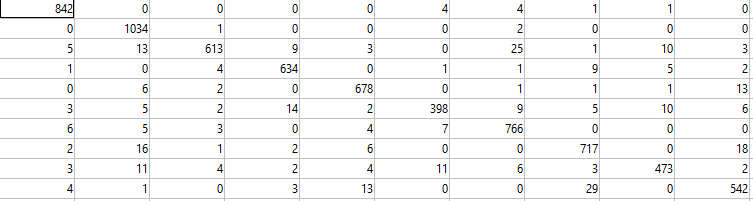 842 0 0 0 0 4 4 1 1 0
0 1034 1 0 0 0 2 0 0 0
5 13 613 9 3 0 25 1 10 3
1 0 4 634 0 1 1 9 5 2
0 6 2 0 678 0 1 1 1 13
3 5 2 14 2 398 9 5 10 6
6 5 3 0 4 7 766 0 0 0
2 16 1 2 6 0 0 717 0 18
3 11 4 2 4 11 6 3 473 2
4 1 0 3 13 0 0 29 0 542